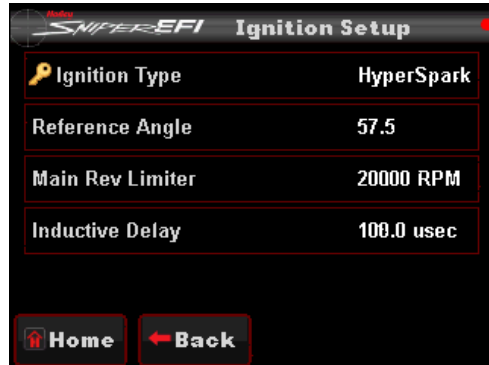 Holley SNIPER EFI Ignition Setup
Ignition Type HyperSpark
Reference Angle 57.5
Main Rev Limiter 20000 RPM
Inductive Delay 100.0 usec
Home Back